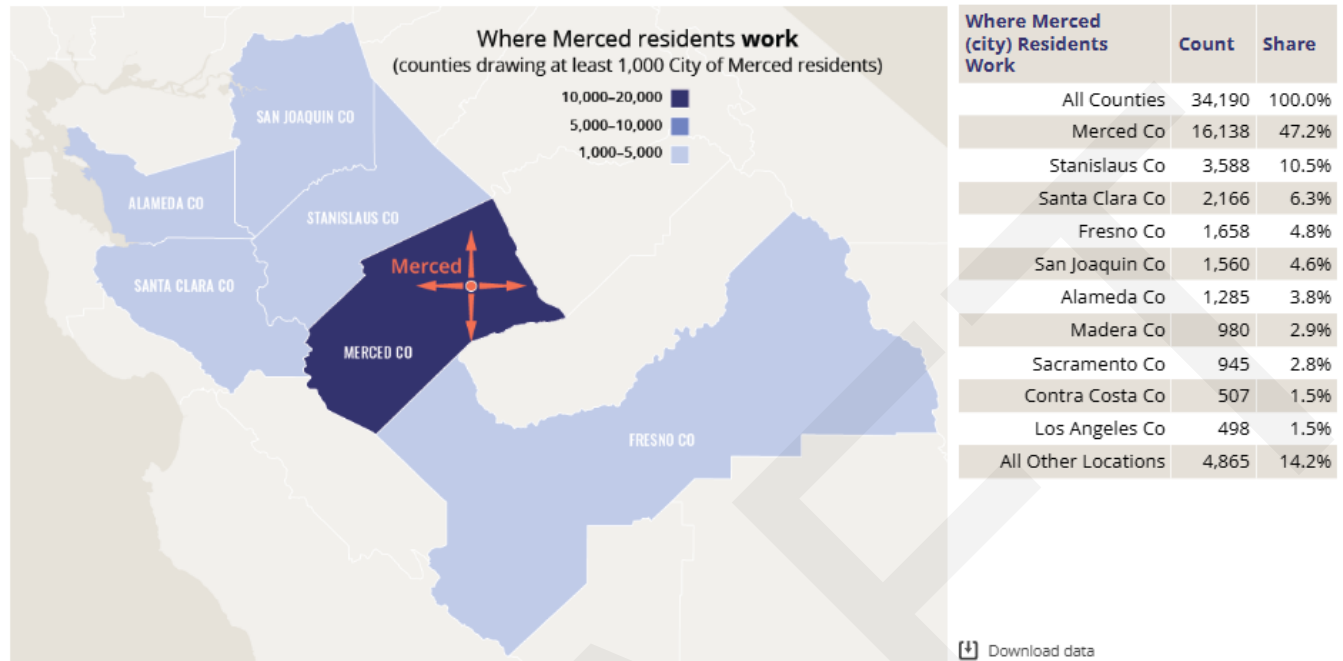 Where Merced residents work
(counties drawing at least 1,000 City of Merced residents)
10,000–20,000
5,000–10,000
1,000–5,000
SAN JOAQUIN CO
ALAMEDA CO
STANISLAUS CO
SANTA CLARA CO
Merced
MERCED CO
FRESNO CO
Where Merced
(city) Residents
Work
Count
Share
All Counties 34,190 100.0%
Merced Co 16,138 47.2%
Stanislaus Co 3,588 10.5%
Santa Clara Co 2,166 6.3%
Fresno Co 1,658 4.8%
San Joaquin Co 1,560 4.6%
Alameda Co 1,285 3.8%
Madera Co 980 2.9%
Sacramento Co 945 2.8%
Contra Costa Co 507 1.5%
Los Angeles Co 498 1.5%
All Other Locations 4,865 14.2%
Download data